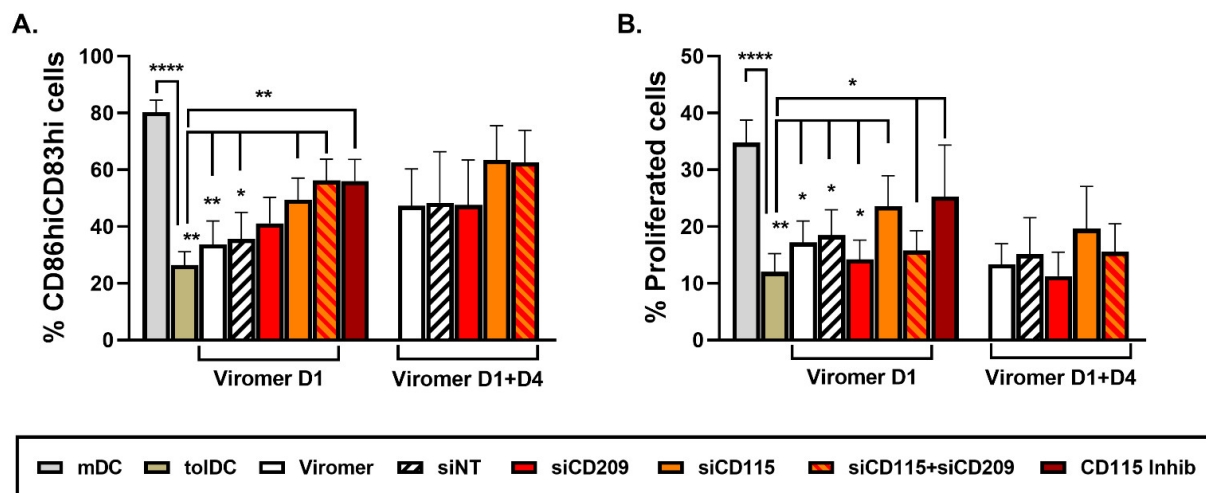 A.
% CD86hiCD83hi cells
100
80
60
40
20
0
****
**
**
**
*
Viromer D1
Viromer D1+D4
B.
% Proliferated cells
50
40
30
20
10
0
****
*
**
*
*
*
Viromer D1
Viromer D1+D4
mDC tolDC Viromer siNT siCD209 siCD115 siCD115+siCD209 CD115 Inhib